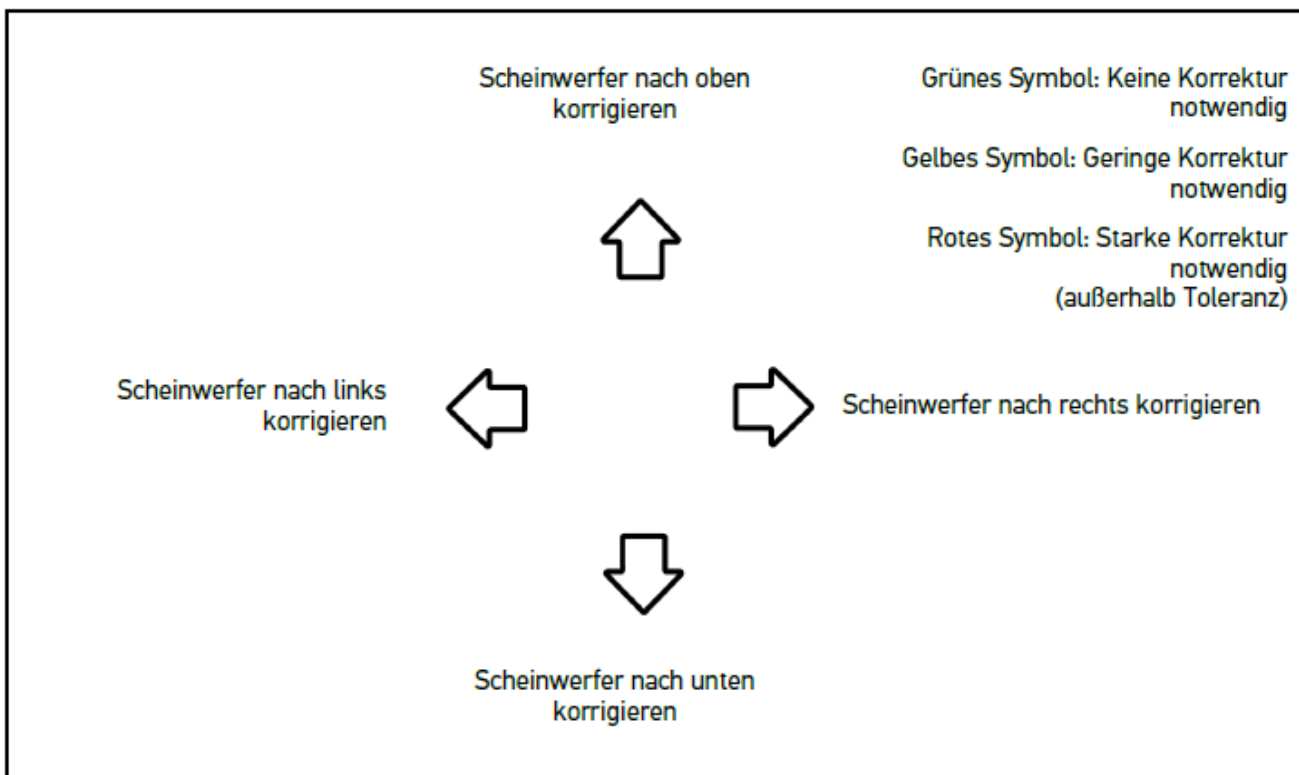 Scheinwerfer nach oben
korrigieren
Grünes Symbol: Keine Korrektur
notwendig
Gelbes Symbol: Geringe Korrektur
notwendig
Rotes Symbol: Starke Korrektur
notwendig
(außerhalb Toleranz)
Scheinwerfer nach links
korrigieren
Scheinwerfer nach rechts korrigieren
Scheinwerfer nach unten
korrigieren